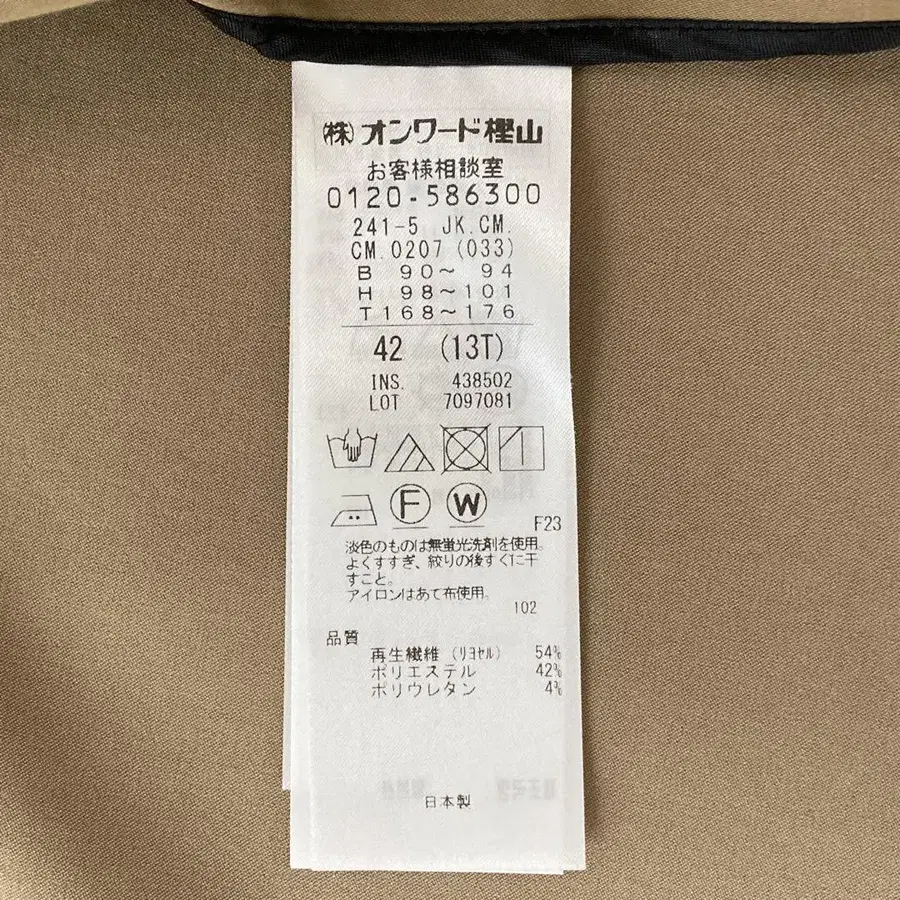 ㈱オンワード樫山
お客様相談室
0120-586300
241-5 JK.CM.
CM.0207 (033)
B 90～ 94
H 98～101
T168～176
42 (13T)
INS. 438502
LOT 7097081
F W
F23
淡色のものは無蛍光洗剤を使用。
よくすすぎ、絞りの後すぐに干
すこと。
アイロンはあて布使用。
102
品質
再生繊維 (ﾘﾖｾﾙ) 54%
ポリエステル 42%
ポリウレタン 4%
日本製